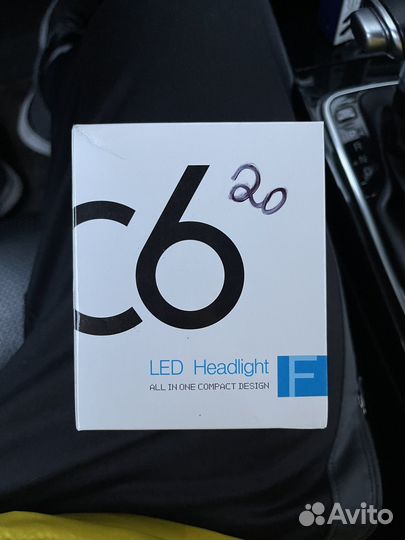 C6
20
LED Headlight
ALL IN ONE COMPACT DESIGN
F
Avito